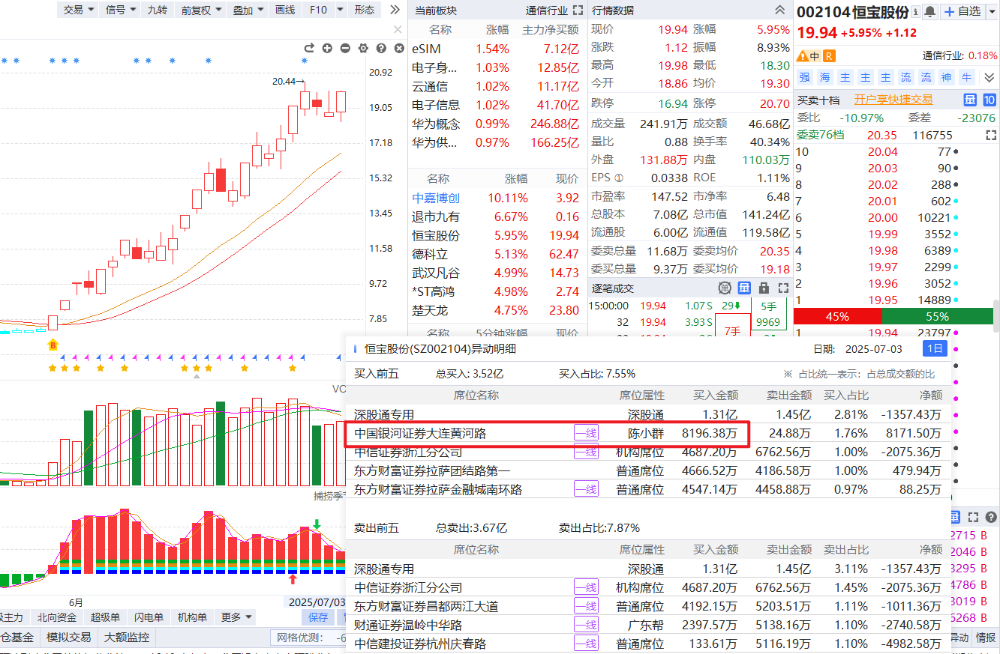 交易 信号 九转 前复权 叠加 画线 F10 形态
20.92
20.44
19.05
17.18
15.32
13.45
11.58
9.72
7.85
B
VO
捕捞季节
6月 2025/07/03
北向资金 超级单 闪电单 机构单 更多 保存
模拟交易 大额监控 网格优测: -6
当前板块 通信行业
名称 涨幅 主力净买额
eSIM 1.54% 7.12亿
电子身... 1.03% 12.85亿
云通信 1.02% 11.17亿
电子信息 1.02% 41.70亿
华为概念 0.99% 246.88亿
华为供... 0.97% 166.25亿
名称 涨幅 现价
中嘉博创 10.11% 3.92
退市九有 6.67% 0.16
恒宝股份 5.95% 19.94
德科立 5.13% 62.47
武汉凡谷 4.99% 14.73
*ST高鸿 4.98% 2.74
楚天龙 4.75% 23.80
名称 5分钟涨幅 现价
行情数据
现价 19.94 涨幅 5.95%
涨跌 1.12 振幅 8.93%
最高 19.98 最低 18.30
今开 18.86 均价 19.30
跌停 16.94 涨停 20.70
成交量 241.91万 成交额 46.68亿
量比 0.88 换手率 40.34%
外盘 131.88万 内盘 110.03万
EPS ① 0.0338 ROE 1.11%
市盈率 147.52 市净率 6.48
总股本 7.08亿 总市值 141.24亿
流通股 6.00亿 流通值 119.58亿
委卖总量 11.68万 委卖均价 20.35
委买总量 9.37万 委买均价 19.18
逐笔成交 单 量
15:00:00 19.94 1.07 S 29 5手
32 19.94 3.93 S 7手 9969
002104 恒宝股份 自选
19.94 +5.95% +1.12
中 R 通信行业: 0.18%
强 海 主 主 主 流 流 神 牛
买卖十档 开户享快捷交易 量 10
委比 -10.97% 委差 -23076
委卖76档 20.35 116755
10 20.04 77
9 20.03 90
8 20.02 288
7 20.01 602
6 20.00 10221
5 19.99 3552
4 19.98 6389
3 19.97 2299
2 19.96 3052
1 19.95 14889
45% 55%
1 19.94 23797
恒宝股份(SZ002104)异动明细 日期: 2025-07-03 1日
买入前五 总买入: 3.52亿 买入占比: 7.55% ※ 占比统一表示: 占总成交额的比
席位名称 席位属性 买入金额 卖出金额 买入占比 净额
深股通专用 深股通 1.31亿 1.45亿 2.81% -1357.43万
中国银河证券大连黄河路 一线 陈小群 8196.38万 24.88万 1.76% 8171.50万
中信证券浙江分公司 一线 机构席位 4687.20万 6762.56万 1.00% -2075.36万
东方财富证券拉萨团结路第一 普通席位 4666.52万 4186.58万 1.00% 479.94万
东方财富证券拉萨金融城南环路 一线 普通席位 4547.14万 4458.88万 0.97% 88.25万
卖出前五 总卖出:3.67亿 卖出占比:7.87%
席位名称 席位属性 买入金额 卖出金额 卖出占比 净额
深股通专用 深股通 1.31亿 1.45亿 3.11% -1357.43万
中信证券浙江分公司 一线 机构席位 4687.20万 6762.56万 1.45% -2075.36万
东方财富证券昌都两江大道 一线 普通席位 4192.15万 5203.51万 1.11% -1011.36万
财通证券温岭中华路 一线 广东帮 2397.57万 5138.16万 1.10% -2740.58万
中信建投证券杭州庆春路 一线 普通席位 133.61万 5116.19万 1.10% -4982.58万
量
2715 B
2046 B
3295 B
4786 B
3019 B
6268 B
异动 情报